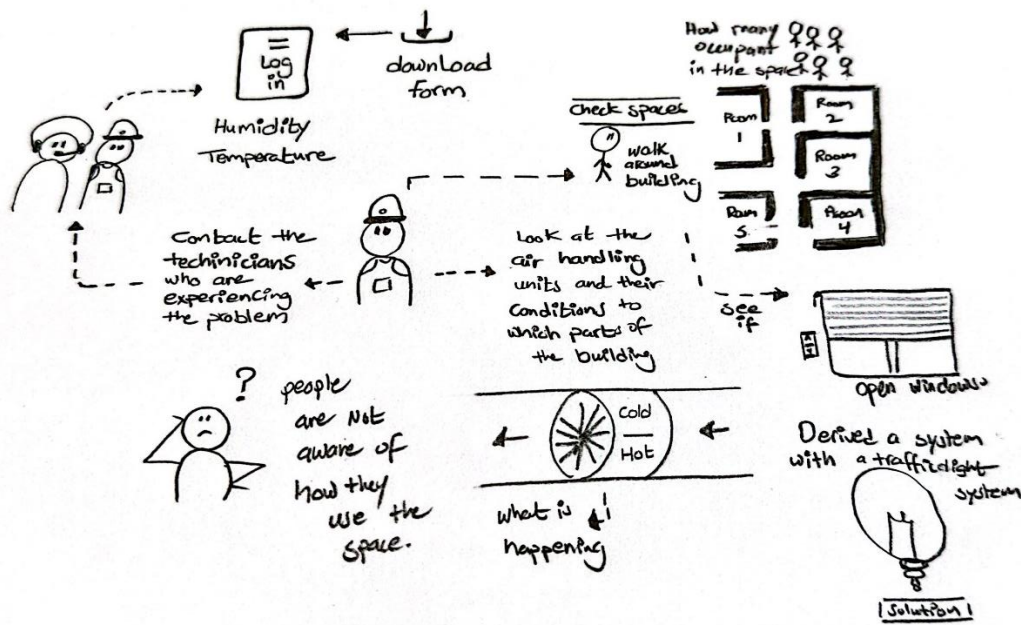 Log
in
download
form
Humidity
Temperature
How many
occupant
in the space
check spaces
walk
around
building
Room
1
Room
2
Room
3
Room
4
Room
5
Contact the
techinicians
who are
experiencing
the problem
Look at the
air handling
units and their
conditions to
which parts of
the building
see
if
open windows
?
people
are Not
aware of
how they
use the
space.
Cold
Hot
what is
happening
Derived a system
with a trafficlight
system
Solution